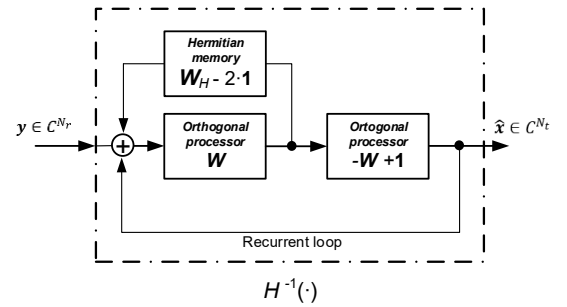 Hermitian
memory
W_H - 2·1
y ∈ C^{N_r}
Orthogonal
processor
W
Ortogonal
processor
-W +1
x̂ ∈ C^{N_t}
+
Recurrent loop
H^{-1}(·)